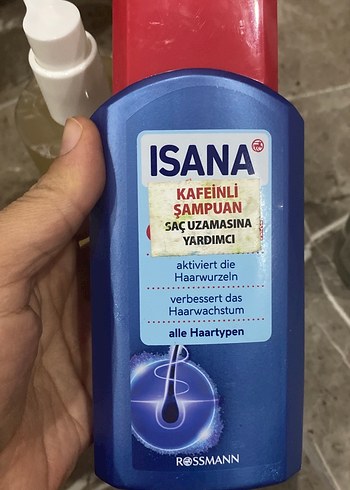 ISANA
KAFEİNLİ
ŞAMPUAN
SAÇ UZAMASINA
YARDIMCI
aktiviert die
Haarwurzeln
verbessert das
Haarwachstum
alle Haartypen
ROSSMANN